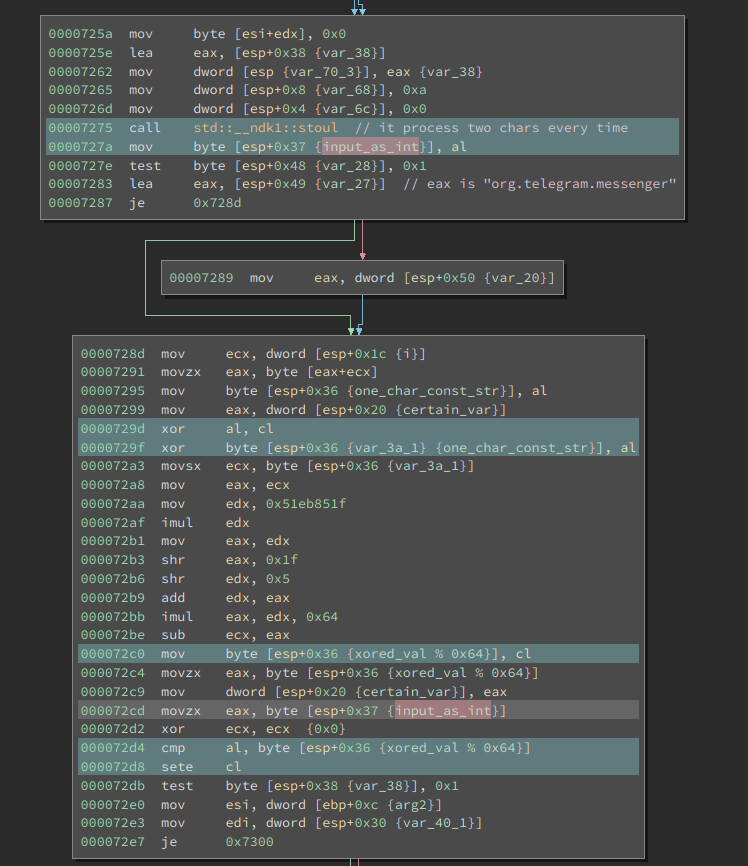 0000725a mov byte [esi+edx], 0x0
0000725e lea eax, [esp+0x38 {var_38}]
00007262 mov dword [esp {var_70_3}], eax {var_38}
00007265 mov dword [esp+0x8 {var_68}], 0xa
0000726d mov dword [esp+0x4 {var_6c}], 0x0
00007275 call std::__ndk1::stoul // it process two chars every time
0000727a mov byte [esp+0x37 {input_as_int}], al
0000727e test byte [esp+0x48 {var_28}], 0x1
00007283 lea eax, [esp+0x49 {var_27}] // eax is "org.telegram.messenger"
00007287 je 0x728d
00007289 mov eax, dword [esp+0x50 {var_20}]
0000728d mov ecx, dword [esp+0x1c {i}]
00007291 movzx eax, byte [eax+ecx]
00007295 mov byte [esp+0x36 {one_char_const_str}], al
00007299 mov eax, dword [esp+0x20 {certain_var}]
0000729d xor al, cl
0000729f xor byte [esp+0x36 {var_3a_1} {one_char_const_str}], al
000072a3 movsx ecx, byte [esp+0x36 {var_3a_1}]
000072a8 mov eax, ecx
000072aa mov edx, 0x51eb851f
000072af imul edx
000072b1 mov eax, edx
000072b3 shr eax, 0x1f
000072b6 shr edx, 0x5
000072b9 add edx, eax
000072bb imul eax, edx, 0x64
000072be sub ecx, eax
000072c0 mov byte [esp+0x36 {xored_val % 0x64}], cl
000072c4 movzx eax, byte [esp+0x36 {xored_val % 0x64}]
000072c9 mov dword [esp+0x20 {certain_var}], eax
000072cd movzx eax, byte [esp+0x37 {input_as_int}]
000072d2 xor ecx, ecx {0x0}
000072d4 cmp al, byte [esp+0x36 {xored_val % 0x64}]
000072d8 sete cl
000072db test byte [esp+0x38 {var_38}], 0x1
000072e0 mov esi, dword [ebp+0xc {arg2}]
000072e3 mov edi, dword [esp+0x30 {var_40_1}]
000072e7 je 0x7300